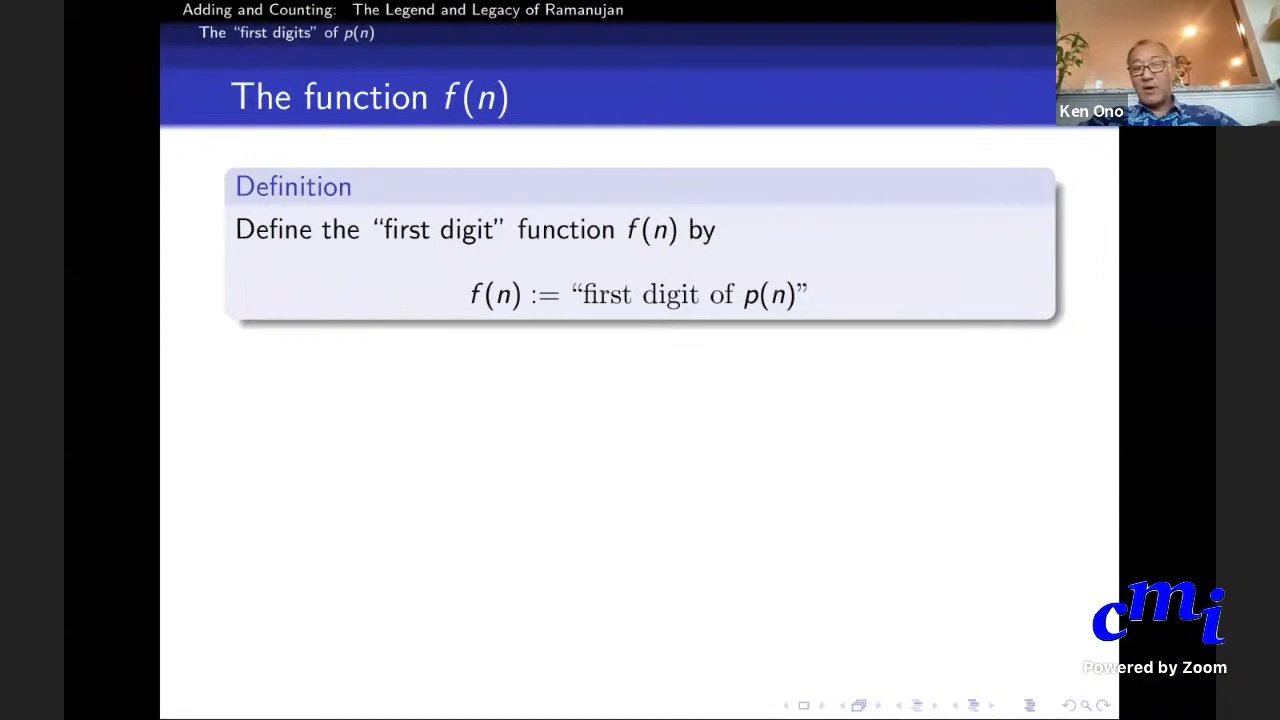 Adding and Counting: The Legend and Legacy of Ramanujan
The “first digits” of p(n)
The function f(n)
Ken Ono
Definition
Define the “first digit” function f(n) by
f(n) := “first digit of p(n)”
cmi
Powered by Zoom